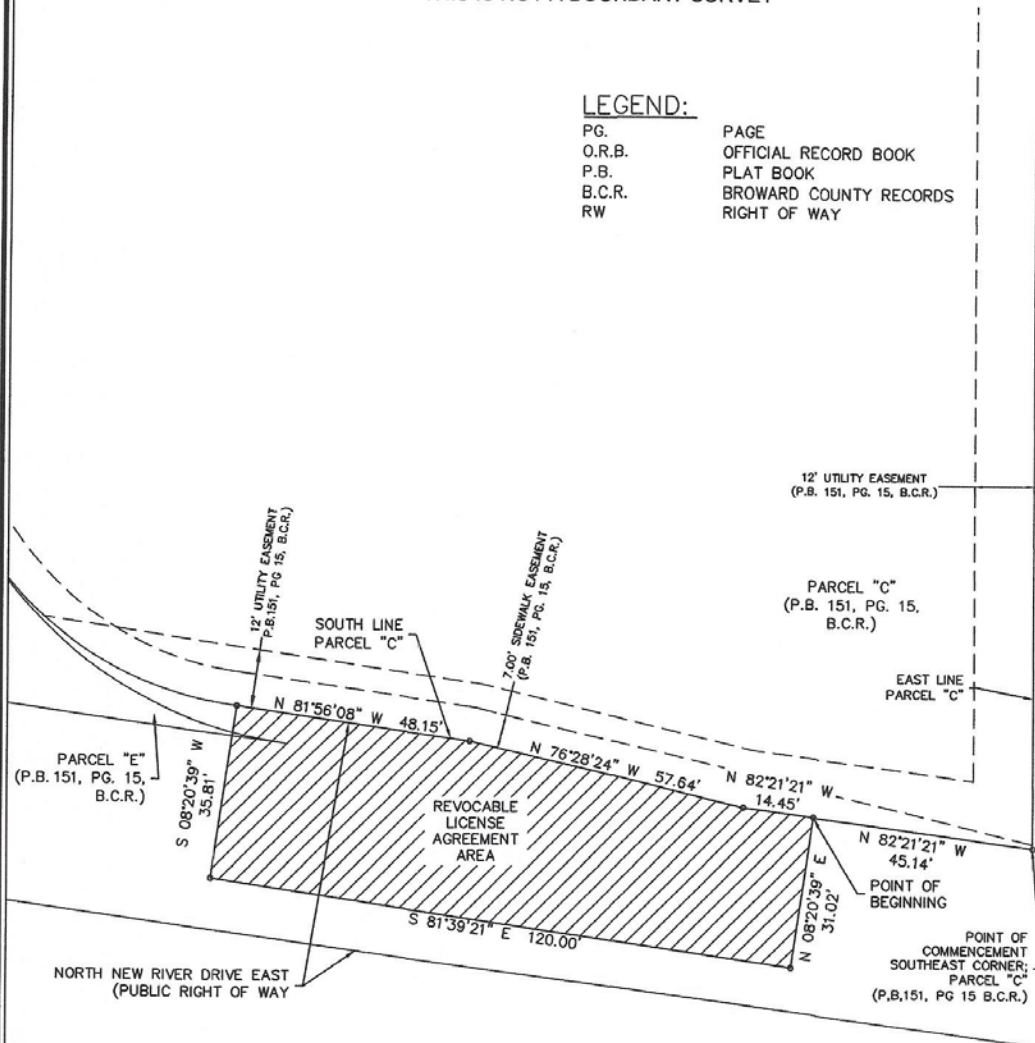 LEGEND:
PG. PAGE
O.R.B. OFFICIAL RECORD BOOK
P.B. PLAT BOOK
B.C.R. BROWARD COUNTY RECORDS
RW RIGHT OF WAY
12' UTILITY EASEMENT
(P.B. 151, PG. 15, B.C.R.)
PARCEL "C"
(P.B. 151, PG. 15.
B.C.R.)
EAST LINE
PARCEL "C"
12' UTILITY EASEMENT
P.B.151, PG 15, B.C.R.)
SOUTH LINE
PARCEL "C"
7.00' SIDEWALK EASEMENT
(P.B. 151, PG. 15, B.C.R.)
N 81°56'08" W 48.15'
N 76°28'24" W 57.64'
N 82°21'21" W
14.45'
N 82°21'21" W
45.14'
PARCEL "E"
(P.B. 151, PG. 15,
B.C.R.)
S 08°20'39" W
35.81'
REVOCABLE
LICENSE
AGREEMENT
AREA
N 08°20'39" E
31.02'
POINT OF
BEGINNING
S 81°39'21" E 120.00'
POINT OF
COMMENCEMENT
SOUTHEAST CORNER;
PARCEL "C"
(P,B,151, PG 15 B.C.R.)
NORTH NEW RIVER DRIVE EAST
(PUBLIC RIGHT OF WAY